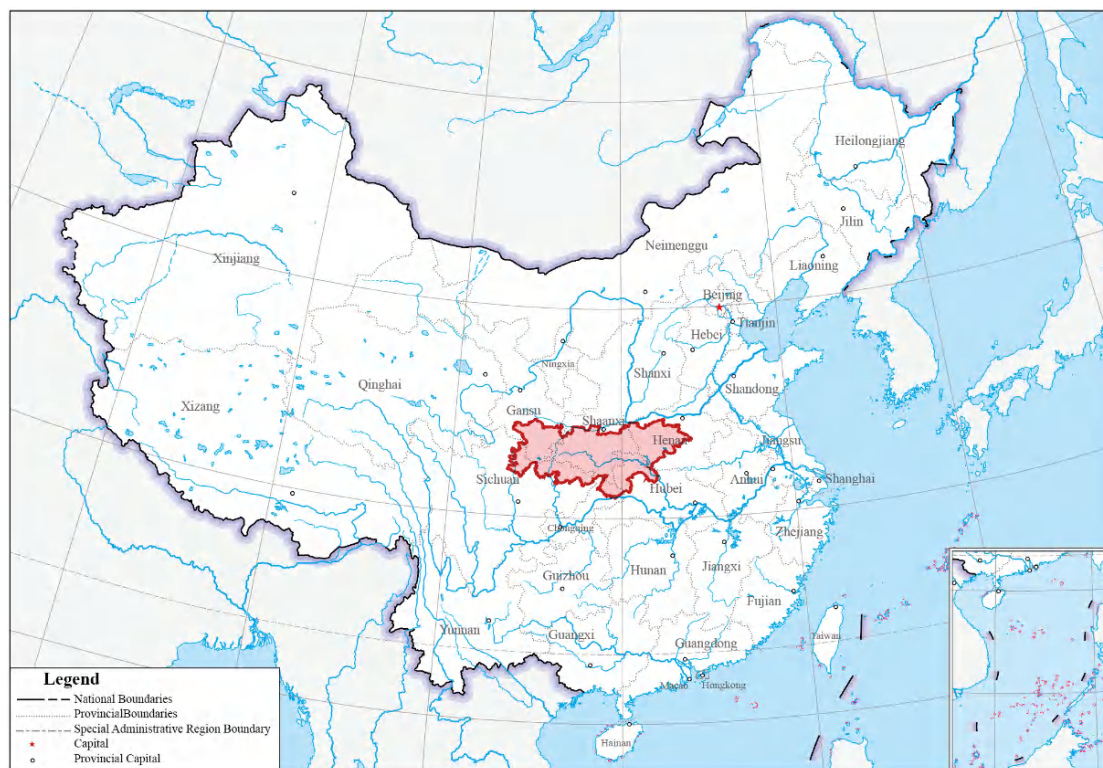 Heilongjiang
Jilin
Neimenggu
Liaoning
Xinjiang
Beijing
Tianjin
Hebei
Ningxia
Shanxi
Qinghai
Shandong
Xizang
Gansu
Shaanxi
Henan
Jiangsu
Sichuan
Anhui
Shanghai
Hubei
Chongqing
Zhejiang
Hunan
Jiangxi
Guizhou
Fujian
Yunnan
Guangxi
Guangdong
Taiwan
Macau
Hongkong
Hainan
Legend
National Boundaries
ProvincialBoundaries
Special Administrative Region Boundary
Capital
Provincial Capital